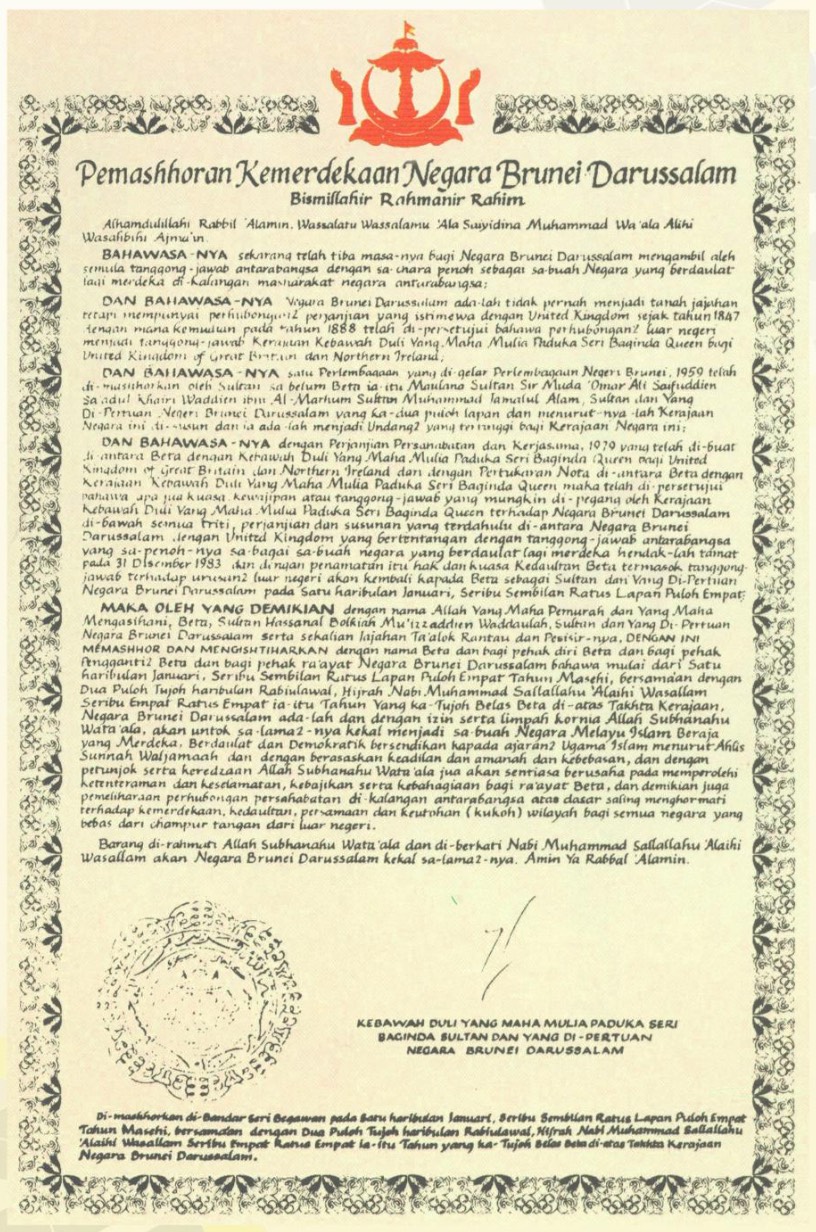 Pemashhoran Kemerdekaan Negara Brunei Darussalam
Bismillahir Rahmanir Rahim
Alhamdulillahi Rabbil 'Alamin. Wassalatu Wassalamu 'Ala Saiyidina Muhammad Wa'ala Alihi
Wasahbihi Ajma'in.
BAHAWASA-NYA sekarang telah tiba masa-nya bagi Negara Brunei Darussalam mengambil aleh
semula tanggong-jawab antarabangsa dengan sa-chara penoh sebagai sa-buah Negara yang berdaulat
lagi merdeka di-kalangan masharakat negara antarabangsa;
DAN BAHAWASA-NYA Negara Brunei Darussalam ada-lah tidak pernah menjadi tanah jajahan
tetapi mempunyai perhubongan2 perjanjian yang istimewa dengan United Kingdom sejak tahun 1847
dengan mana kemudian pada tahun 1888 telah di-persetujui bahawa perhubongan2 luar negeri
menjadi tanggong-jawab Kerajaan Kebawah Duli Yang Maha Mulia Paduka Seri Baginda Queen bagi
United Kingdom of Great Britain dan Northern Ireland;
DAN BAHAWASA-NYA satu Perlembagaan yang di-gelar Perlembagaan Negeri Brunei, 1959 telah
di-mashhorkan oleh Sultan sa-belum Beta ia-itu Maulana Sultan Sir Muda 'Omar Ali Saifuddien
Sa'adul Khairi Waddien ibni Al-Marhum Sultan Muhammad Jamalul Alam, Sultan dan Yang
Di-Pertuan Negeri Brunei Darussalam yang ka-dua puloh lapan dan menurut-nya-lah Kerajaan
Negara ini di-susun dan ia ada-lah menjadi Undang2 yang tertinggi bagi Kerajaan Negara ini;
DAN BAHAWASA-NYA dengan Perjanjian Persahabatan dan Kerjasama, 1979 yang telah di-buat
di-antara Beta dengan Kebawah Duli Yang Maha Mulia Paduka Seri Baginda Queen bagi United
Kingdom of Great Britain dan Northern Ireland dan dengan Pertukaran Nota di-antara Beta dengan
Kerajaan Kebawah Duli Yang Maha Mulia Paduka Seri Baginda Queen maka telah di-persetujui
bahawa apa jua kuasa kewajipan atau tanggong-jawab yang mungkin di-pegang oleh Kerajaan
Kebawah Duli Yang Maha Mulia Paduka Seri Baginda Queen terhadap Negara Brunei Darussalam
di-bawah semua triti, perjanjian dan susunan yang terdahulu di-antara Negara Brunei
Darussalam dengan United Kingdom yang bertentangan dengan tanggong-jawab antarabangsa
yang sa-penoh-nya sa-bagai sa-buah negara yang berdaulat lagi merdeka hendak-lah tamat
pada 31 Disember 1983 dan dengan penamatan itu hak dan kuasa Kedaultan Beta termasok tanggong-
jawab terhadap urusan2 luar negeri akan kembali kapada Beta sebagai Sultan dan Yang Di-Pertuan
Negara Brunei Darussalam pada Satu haribulan Januari, Seribu Sembilan Ratus Lapan Puloh Empat;
MAKA OLEH YANG DEMIKIAN dengan nama Allah Yang Maha Pemurah dan Yang Maha
Mengasihani, Beta, Sultan Hassanal Bolkiah Mu'izzaddien Waddaulah, Sultan dan Yang Di-Pertuan
Negara Brunei Darussalam serta sekalian Jajahan Ta'alok Rantau dan Pesisir-nya, DENGAN INI
MEMASHHOR DAN MENGISHTIHARKAN dengan nama Beta dan bagi pehak diri Beta dan bagi pehak
Pengganti2 Beta dan bagi pehak ra'ayat Negara Brunei Darussalam bahawa mulai dari Satu
haribulan Januari, Seribu Sembilan Ratus Lapan Puloh Empat Tahun Masehi, bersamaan dengan
Dua Puloh Tujoh haribulan Rabiulawal, Hijrah Nabi Muhammad Sallallahu 'Alaihi Wasallam
Seribu Empat Ratus Empat ia-itu Tahun Yang ka-Tujoh Belas Beta di-atas Takhta Kerajaan,
Negara Brunei Darussalam ada-lah dan dengan izin serta limpah kornia Allah Subhanahu
Wata'ala, akan untok sa-lama2-nya kekal menjadi sa-buah Negara Melayu Islam Beraja
yang Merdeka, Berdaulat dan Demokratik bersendikan kapada ajaran2 Ugama Islam menurut Ahlis
Sunnah Waljamaah dan dengan berasaskan keadilan dan amanah dan kebebasan, dan dengan
petunjok serta keredzaan Allah Subhanahu Wata'ala jua akan sentiasa berusaha pada memperolehi
ketenteraman dan keselamatan, kebajikan serta kebahagiaan bagi ra'ayat Beta, dan demikian juga
pemeliharaan perhubongan persahabatan di-kalangan antarabangsa atas dasar saling menghormati
terhadap kemerdekaan, kedaultan, persamaan dan keutohan (kukoh) wilayah bagi semua negara yang
bebas dari champur tangan dari luar negeri.
Barang di-rahmati Allah Subhanahu Wata'ala dan di-berkati Nabi Muhammad Sallallahu 'Alaihi
Wasallam akan Negara Brunei Darussalam kekal sa-lama2-nya. Amin Ya Rabbal 'Alamin.
KEBAWAH DULI YANG MAHA MULIA PADUKA SERI
BAGINDA SULTAN DAN YANG DI-PERTUAN
NEGARA BRUNEI DARUSSALAM
Di-mashhorkan di-Bandar Seri Begawan pada Satu haribulan Januari, Seribu Sembilan Ratus Lapan Puloh Empat
Tahun Masehi, bersamaan dengan Dua Puloh Tujoh haribulan Rabiulawal, Hijrah Nabi Muhammad Sallallahu
'Alaihi Wasallam Seribu Empat Ratus Empat ia-itu Tahun yang ka-Tujoh Belas Beta di-atas Takhta Kerajaan
Negara Brunei Darussalam.